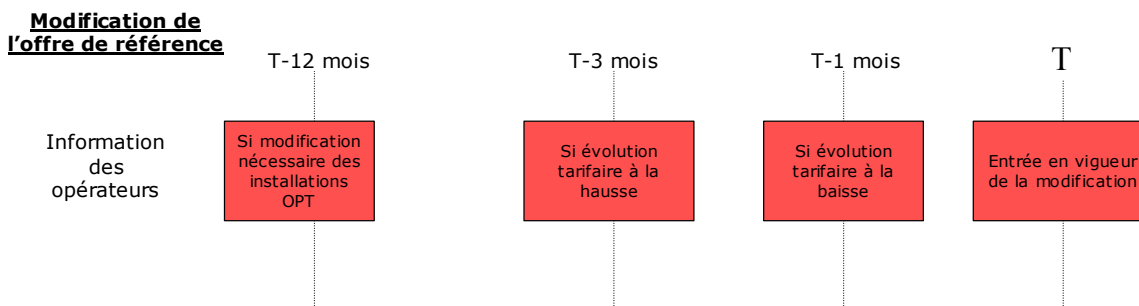 Modification de
l’offre de référence
T-12 mois
T-3 mois
T-1 mois
T
Information
des
opérateurs
Si modification
nécessaire des
installations
OPT
Si évolution
tarifaire à la
hausse
Si évolution
tarifaire à la
baisse
Entrée en vigueur
de la modification